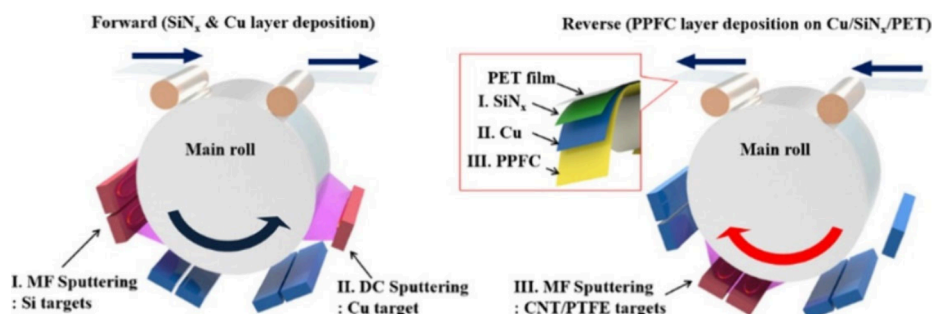 Forward (SiNₓ & Cu layer deposition)
Reverse (PPFC layer deposition on Cu/SiNₓ/PET)
PET film
I. SiNₓ
II. Cu
III. PPFC
Main roll
Main roll
I. MF Sputtering
: Si targets
II. DC Sputtering
: Cu target
III. MF Sputtering
: CNT/PTFE targets